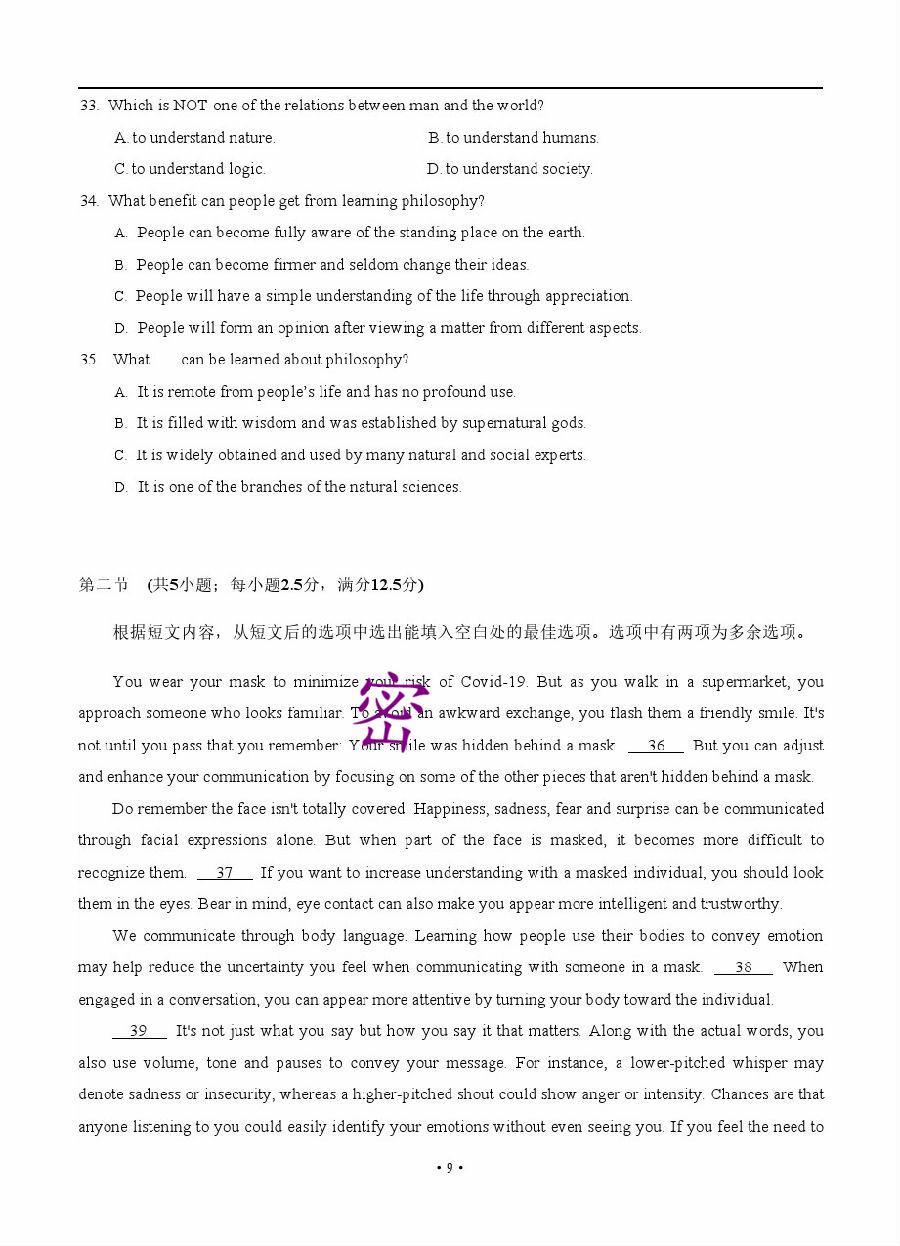 33. Which is NOT one of the relations between man and the world?
A. to understand nature. B. to understand humans.
C. to understand logic. D. to understand society.
34. What benefit can people get from learning philosophy?
A. People can become fully aware of the standing place on the earth.
B. People can become firmer and seldom change their ideas.
C. People will have a simple understanding of the life through appreciation.
D. People will form an opinion after viewing a matter from different aspects.
35 What can be learned about philosophy?
A. It is remote from people's life and has no profound use.
B. It is filled with wisdom and was established by supernatural gods.
C. It is widely obtained and used by many natural and social experts.
D. It is one of the branches of the natural sciences.
第二节 (共5小题；每小题2.5分，满分12.5分)
根据短文内容，从短文后的选项中选出能填入空白处的最佳选项。选项中有两项为多余选项。
You wear your mask to minimize your risk of Covid-19. But as you walk in a supermarket, you
approach someone who looks familiar. To avoid an awkward exchange, you flash them a friendly smile. It's
not until you pass that you remember: Your smile was hidden behind a mask 36 But you can adjust
and enhance your communication by focusing on some of the other pieces that aren't hidden behind a mask.
密
Do remember the face isn't totally covered. Happiness, sadness, fear and surprise can be communicated
through facial expressions alone. But when part of the face is masked, it becomes more difficult to
recognize them. 37 If you want to increase understanding with a masked individual, you should look
them in the eyes. Bear in mind, eye contact can also make you appear more intelligent and trustworthy.
We communicate through body language. Learning how people use their bodies to convey emotion
may help reduce the uncertainty you feel when communicating with someone in a mask. 38 When
engaged in a conversation, you can appear more attentive by turning your body toward the individual.
39 It's not just what you say but how you say it that matters. Along with the actual words, you
also use volume, tone and pauses to convey your message. For instance, a lower-pitched whisper may
denote sadness or insecurity, whereas a higher-pitched shout could show anger or intensity. Chances are that
anyone listening to you could easily identify your emotions without even seeing you. If you feel the need to
• 9 •